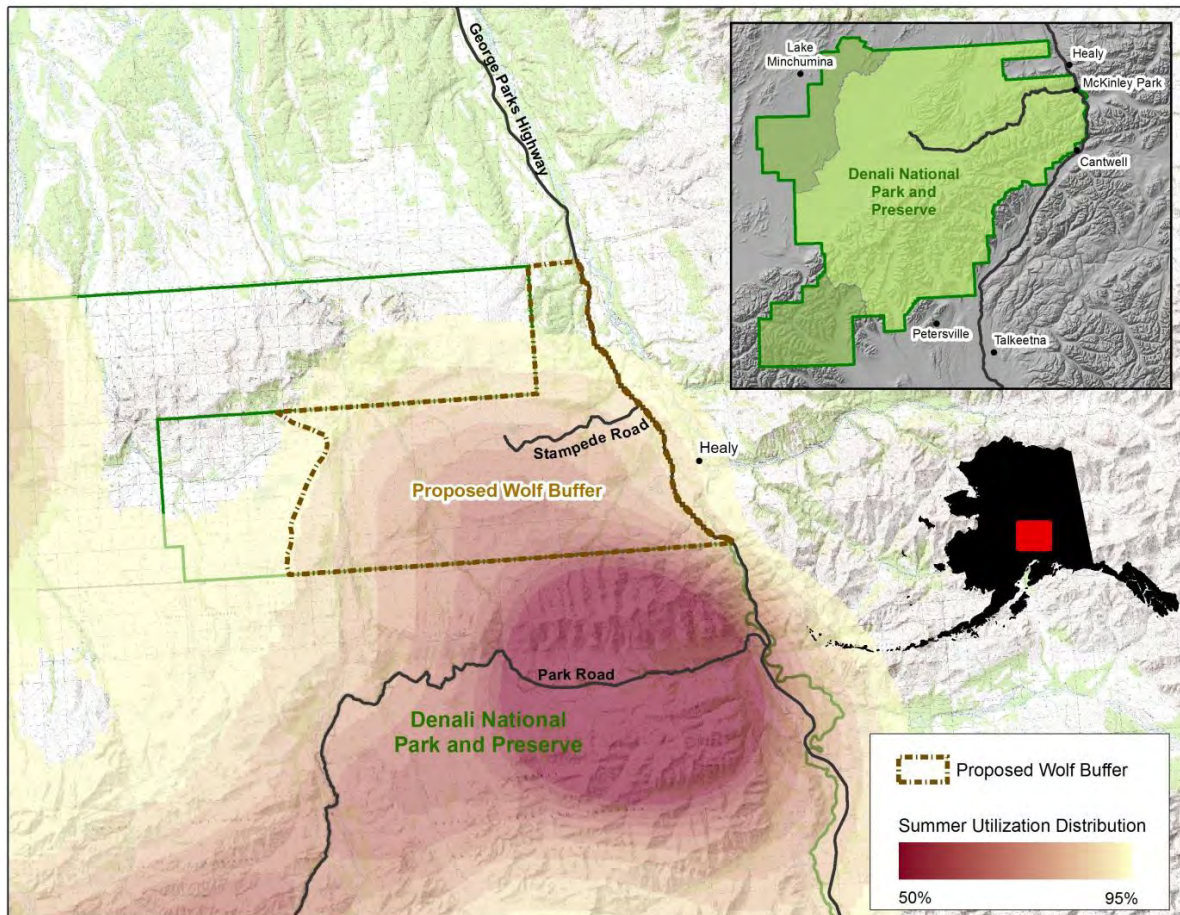 George Parks Highway
Stampede Road
Healy
Proposed Wolf Buffer
Park Road
Denali National
Park and Preserve
Lake
Minchumina
Healy
McKinley Park
Cantwell
Denali National
Park and
Preserve
Petersville
Talkeetna
Proposed Wolf Buffer
Summer Utilization Distribution
50%
95%